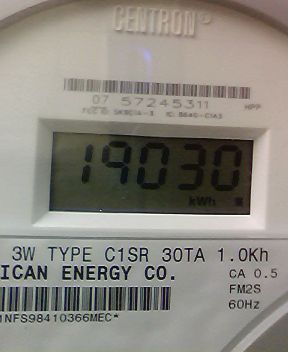 CENTRON®
07 57245311 HPP
19030
kWh
3W TYPE C1SR 30TA 1.0Kh
ICAN ENERGY CO. CA 0.5
FM2S
60Hz
NFS98410366MEC*